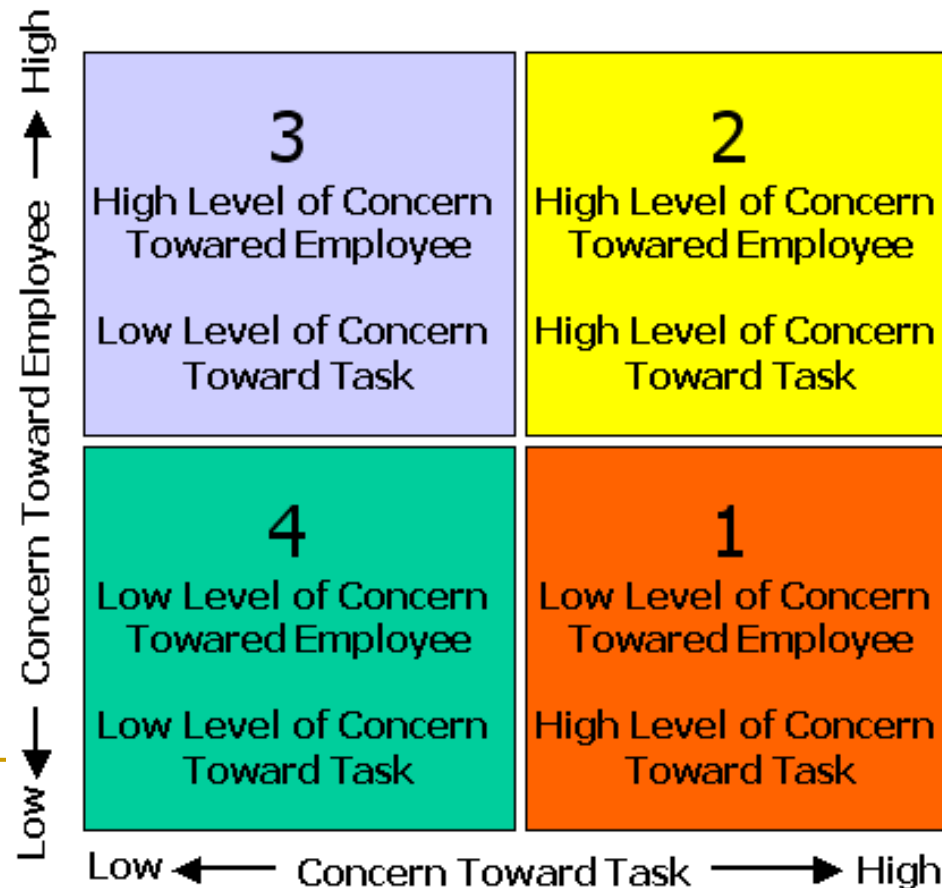 High
Concern Toward Employee
Low
3
High Level of Concern
Towared Employee
Low Level of Concern
Toward Task
2
High Level of Concern
Towared Employee
High Level of Concern
Toward Task
4
Low Level of Concern
Towared Employee
Low Level of Concern
Toward Task
1
Low Level of Concern
Towared Employee
High Level of Concern
Toward Task
Low
Concern Toward Task
High